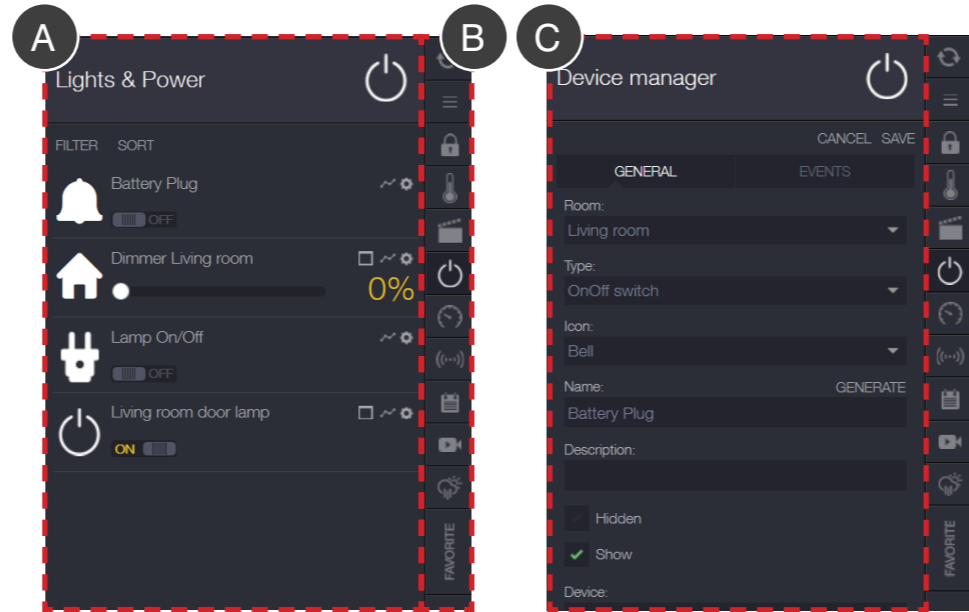 A
B
C
Lights & Power
FILTER SORT
Battery Plug
OFF
Dimmer Living room
0%
Lamp On/Off
OFF
Living room door lamp
ON
FAVORITE
Device manager
CANCEL SAVE
GENERAL EVENTS
Room:
Living room
Type:
OnOff switch
Icon:
Bell
Name: GENERATE
Battery Plug
Description:
Hidden
Show
Device:
FAVORITE